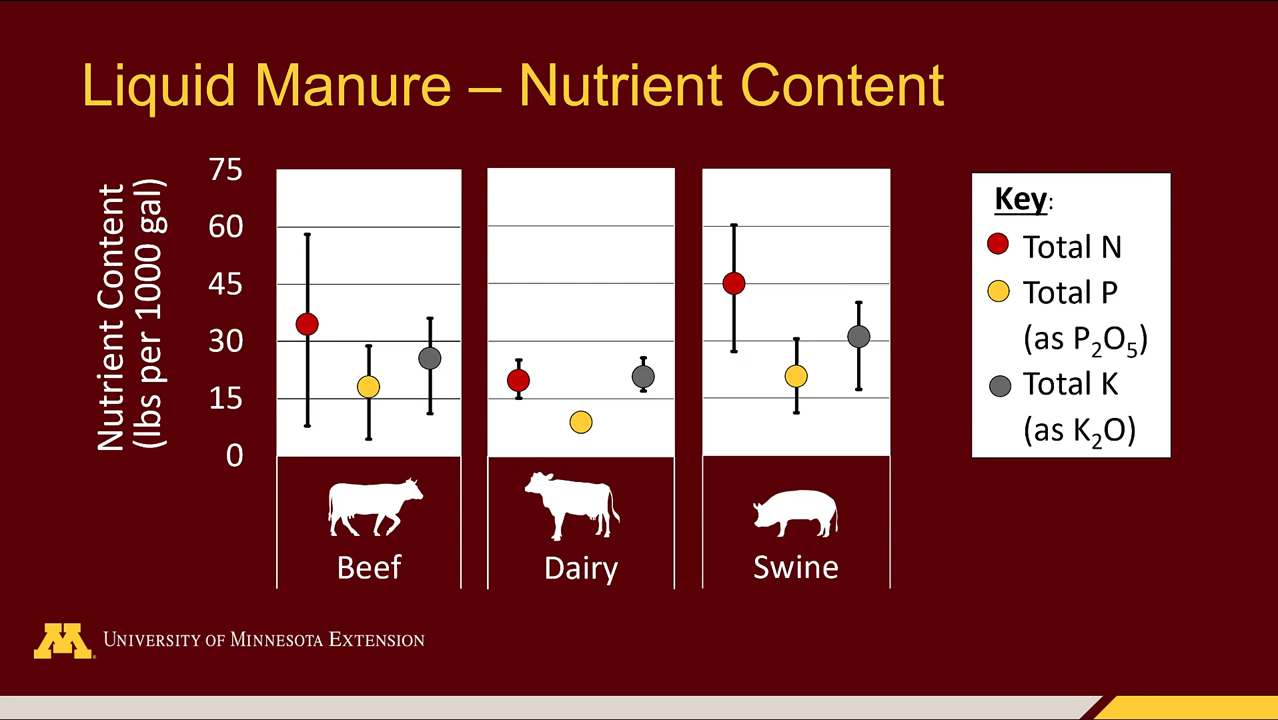 Liquid Manure – Nutrient Content
Nutrient Content
(lbs per 1000 gal)
75
60
45
30
15
0
Beef
Dairy
Swine
Key:
Total N
Total P
(as P₂O₅)
Total K
(as K₂O)
M
UNIVERSITY OF MINNESOTA EXTENSION